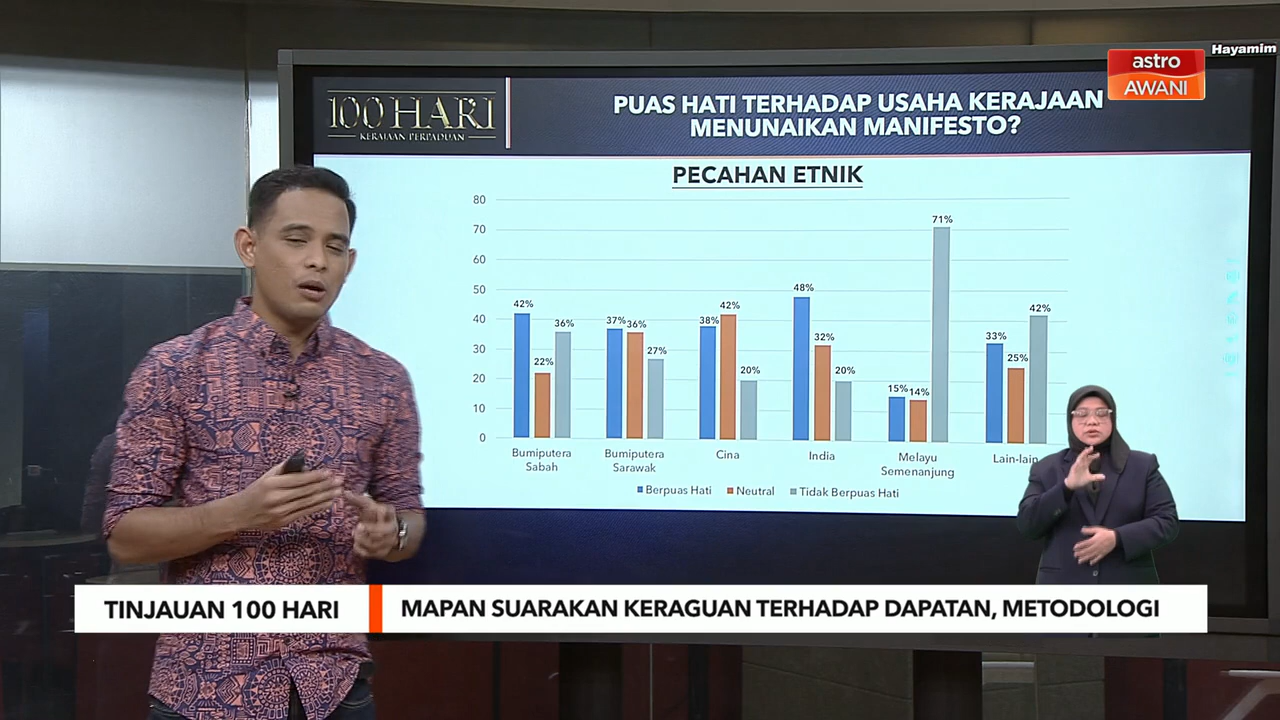 Hayamim
astro
AWANI
100 HARI
KERAJAAN PERPADUAN
PUAS HATI TERHADAP USAHA KERAJAAN
MENUNAIKAN MANIFESTO?
PECAHAN ETNIK
80
70
60
50
40
30
20
10
0
42% 22% 36%
37% 36% 27%
38% 42% 20%
48% 32% 20%
15% 14% 71%
33% 25% 42%
Bumiputera
Sabah
Bumiputera
Sarawak
Cina
India
Melayu
Semenanjung
Lain-lain
Berpuas Hati Neutral Tidak Berpuas Hati
TINJAUAN 100 HARI
MAPAN SUARAKAN KERAGUAN TERHADAP DAPATAN, METODOLOGI